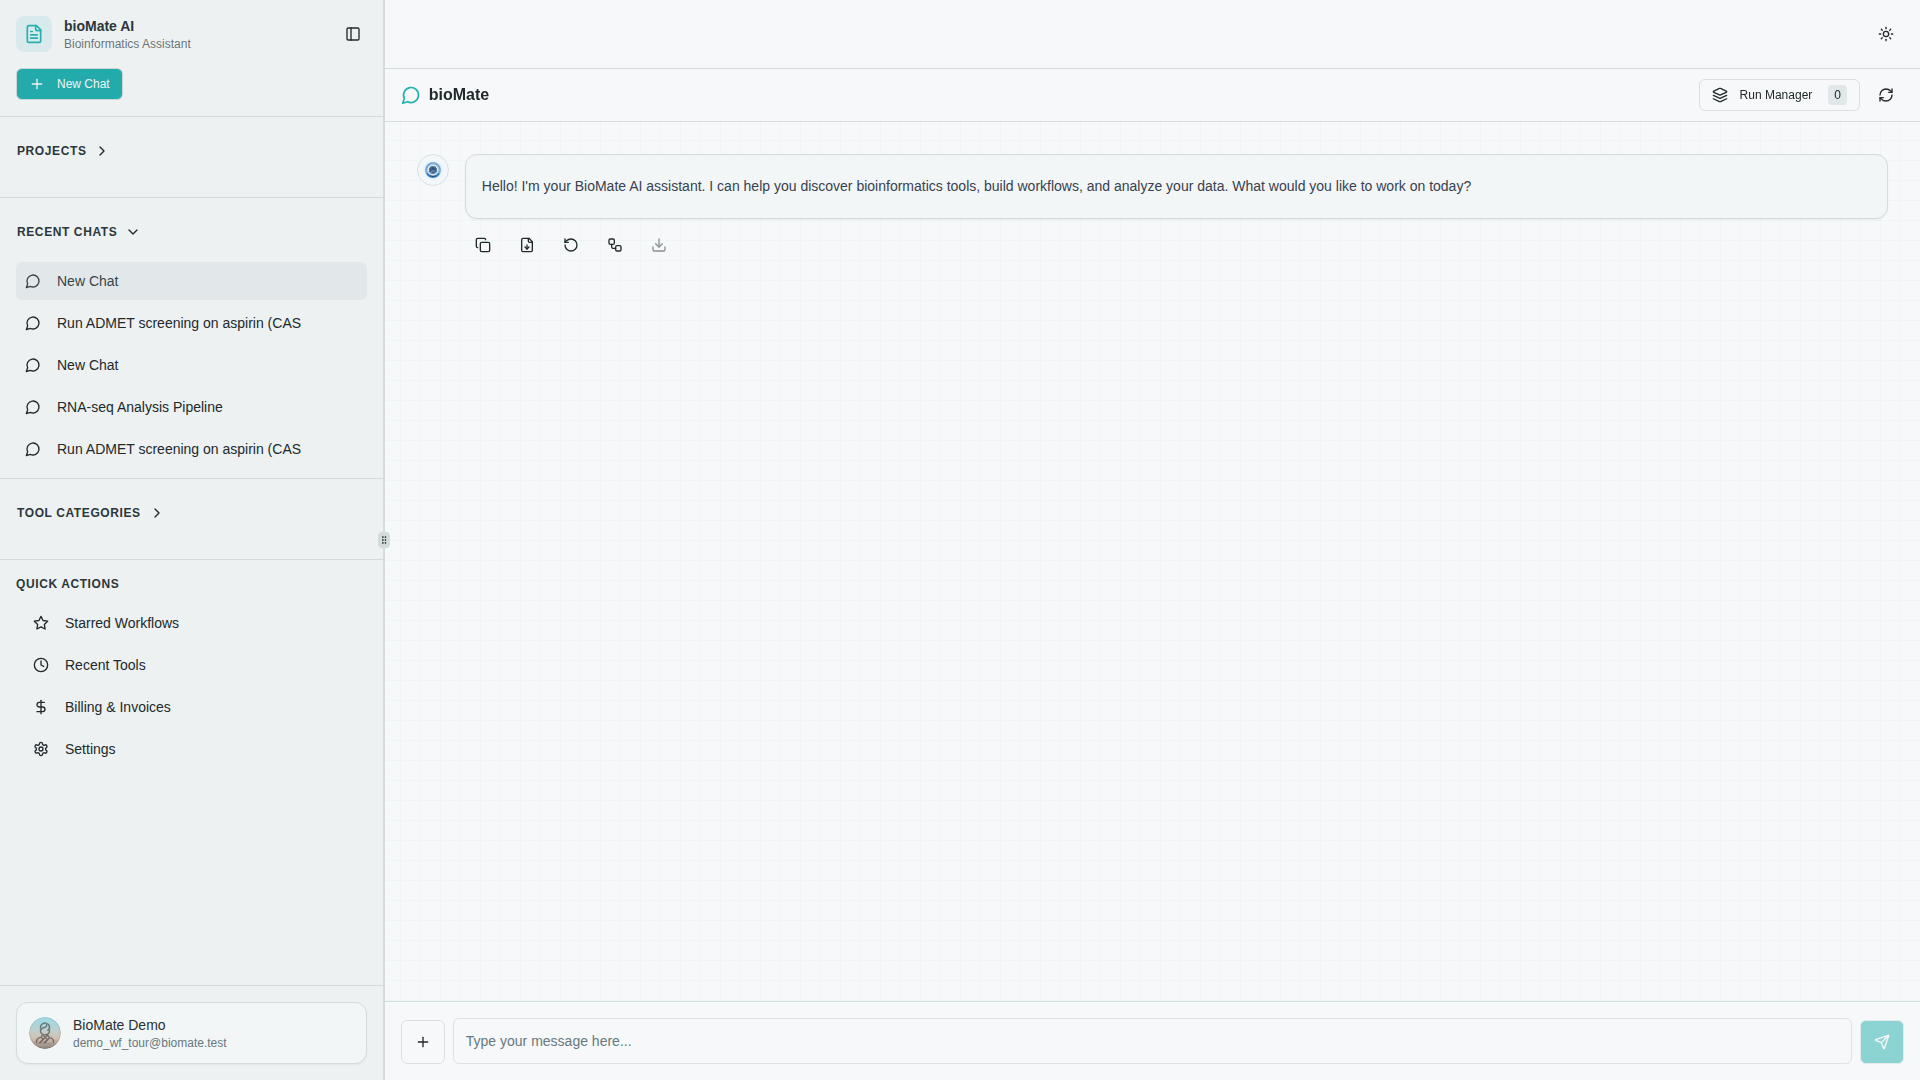 bioMate AI
Bioinformatics Assistant
New Chat
PROJECTS
RECENT CHATS
New Chat
Run ADMET screening on aspirin (CAS
New Chat
RNA-seq Analysis Pipeline
Run ADMET screening on aspirin (CAS
TOOL CATEGORIES
QUICK ACTIONS
Starred Workflows
Recent Tools
Billing & Invoices
Settings
BioMate Demo
demo_wf_tour@biomate.test
bioMate
Run Manager 0
Hello! I'm your BioMate AI assistant. I can help you discover bioinformatics tools, build workflows, and analyze your data. What would you like to work on today?
Type your message here...